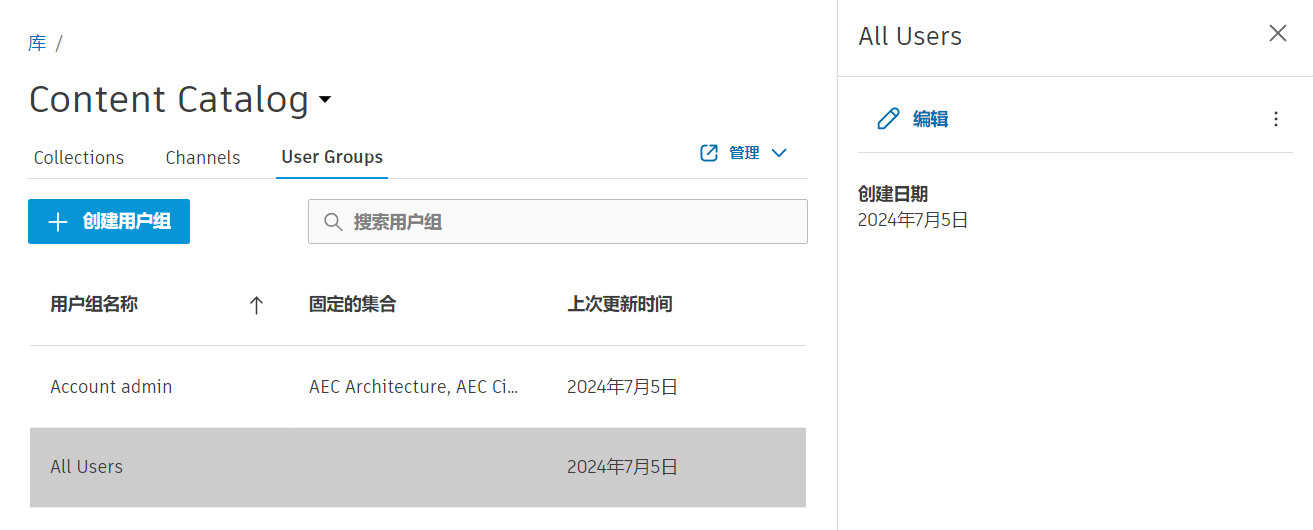 库 /
Content Catalog
Collections
Channels
User Groups
管理
创建用户组
搜索用户组
用户组名称
固定的集合
上次更新时间
Account admin
AEC Architecture, AEC Ci...
2024年7月5日
All Users
2024年7月5日
All Users
编辑
创建日期
2024年7月5日